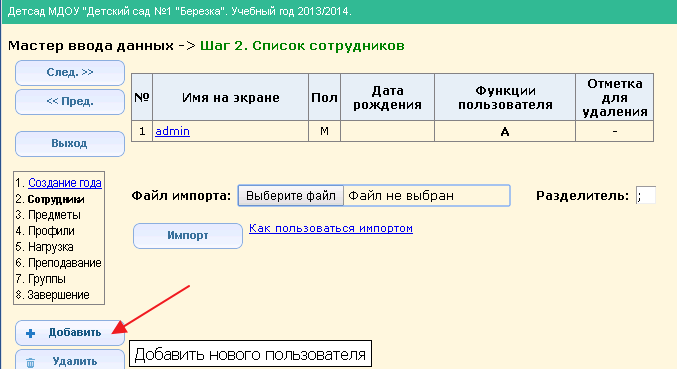 Детсад МДОУ "Детский сад №1 "Березка". Учебный год 2013/2014.
Мастер ввода данных -> Шаг 2. Список сотрудников
След. >>
<< Пред.
Выход
№ Имя на экране Пол Дата рождения Функции пользователя Отметка для удаления
1 admin М А -
1. Создание года
2. Сотрудники
3. Предметы
4. Профили
5. Нагрузка
6. Преподавание
7. Группы
8. Завершение
Файл импорта: Выберите файл Файл не выбран Разделитель: ;
Импорт Как пользоваться импортом
Добавить
Добавить нового пользователя
Удалить